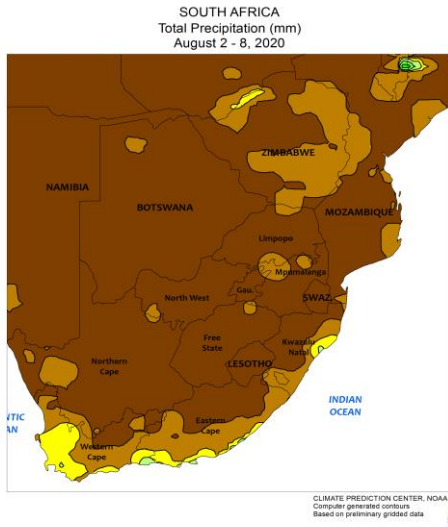 SOUTH AFRICA
Total Precipitation (mm)
August 2 - 8, 2020
ZIMBABWE
NAMIBIA
BOTSWANA
MOZAMBIQUE
Limpopo
Mpumalanga
Gau.
North West
SWAZ.
Free
State
Kwazulu
Natal
Northern
Cape
LESOTHO
INDIAN
OCEAN
NTIC
AN
Eastern
Cape
Western
Cape
CLIMATE PREDICTION CENTER, NOAA
Computer generated contours
Based on preliminary gridded data